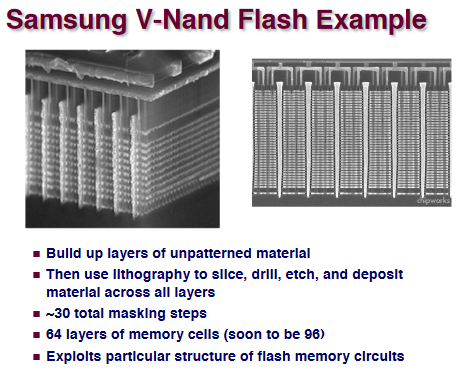 Samsung V-Nand Flash Example
chipworks
Build up layers of unpatterned material
Then use lithography to slice, drill, etch, and deposit
material across all layers
~30 total masking steps
64 layers of memory cells (soon to be 96)
Exploits particular structure of flash memory circuits